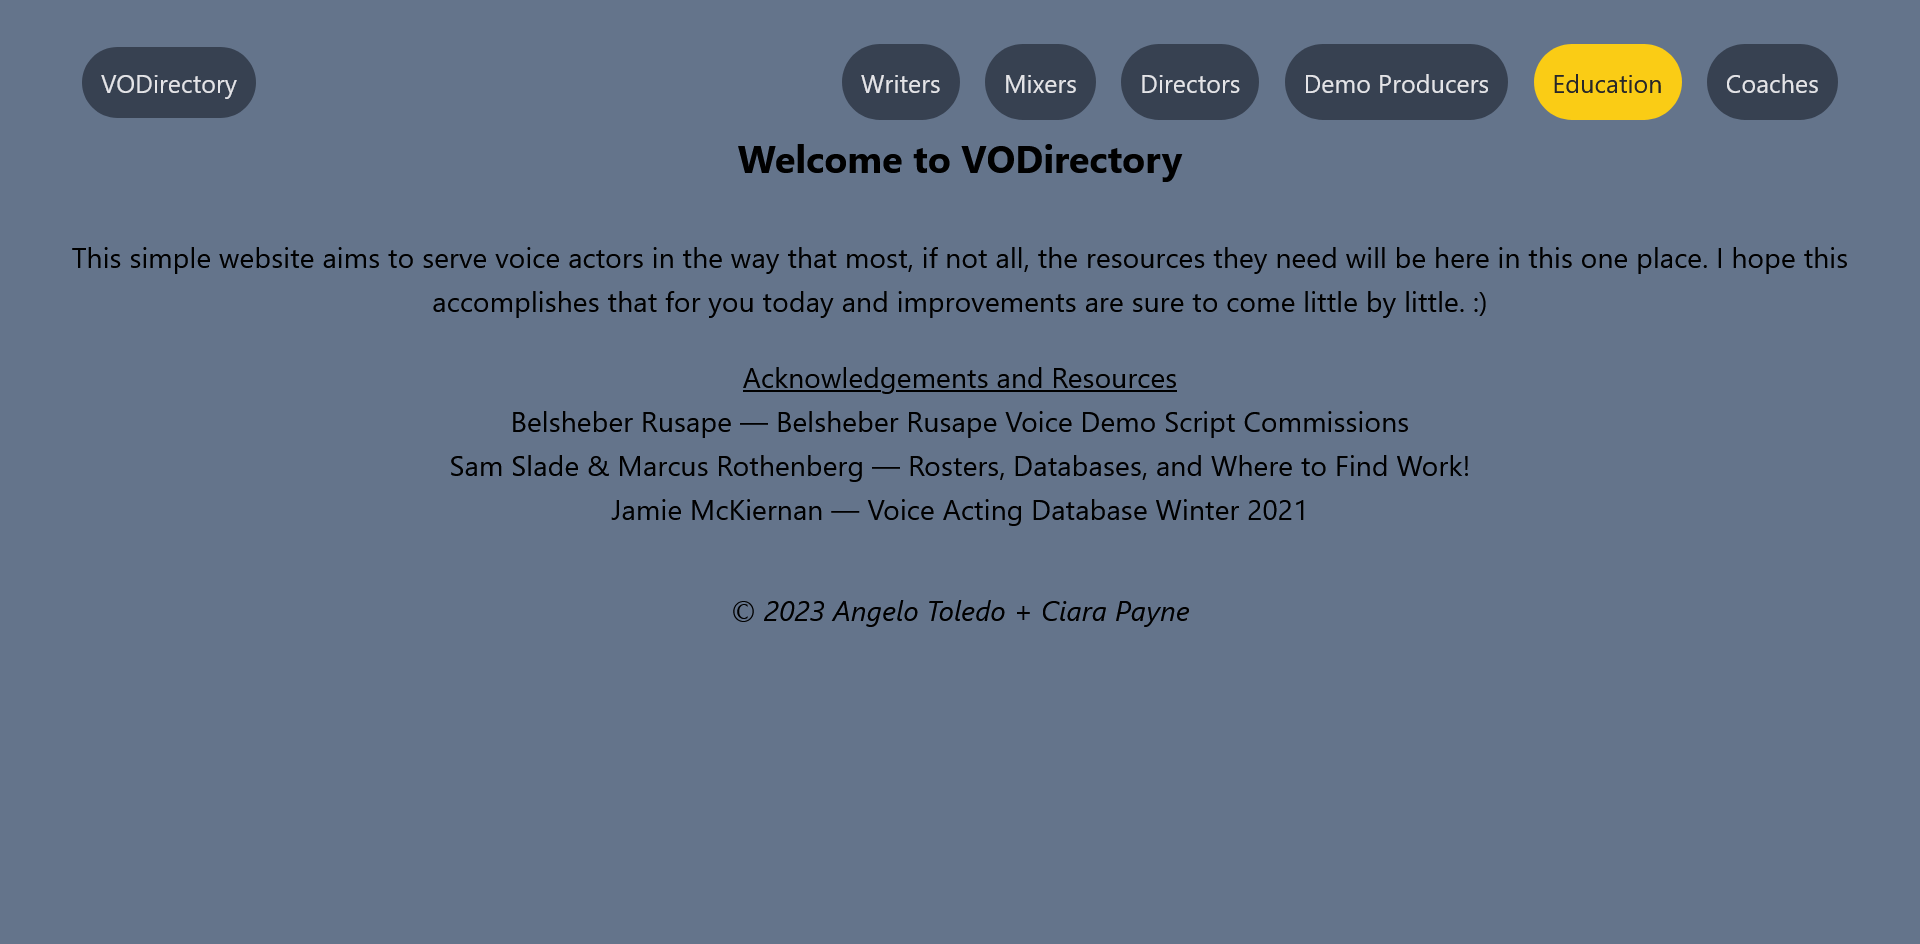 VODirectory
Writers
Mixers
Directors
Demo Producers
Education
Coaches
Welcome to VODirectory
This simple website aims to serve voice actors in the way that most, if not all, the resources they need will be here in this one place. I hope this
accomplishes that for you today and improvements are sure to come little by little. :)
Acknowledgements and Resources
Belsheber Rusape — Belsheber Rusape Voice Demo Script Commissions
Sam Slade & Marcus Rothenberg — Rosters, Databases, and Where to Find Work!
Jamie McKiernan — Voice Acting Database Winter 2021
© 2023 Angelo Toledo + Ciara Payne